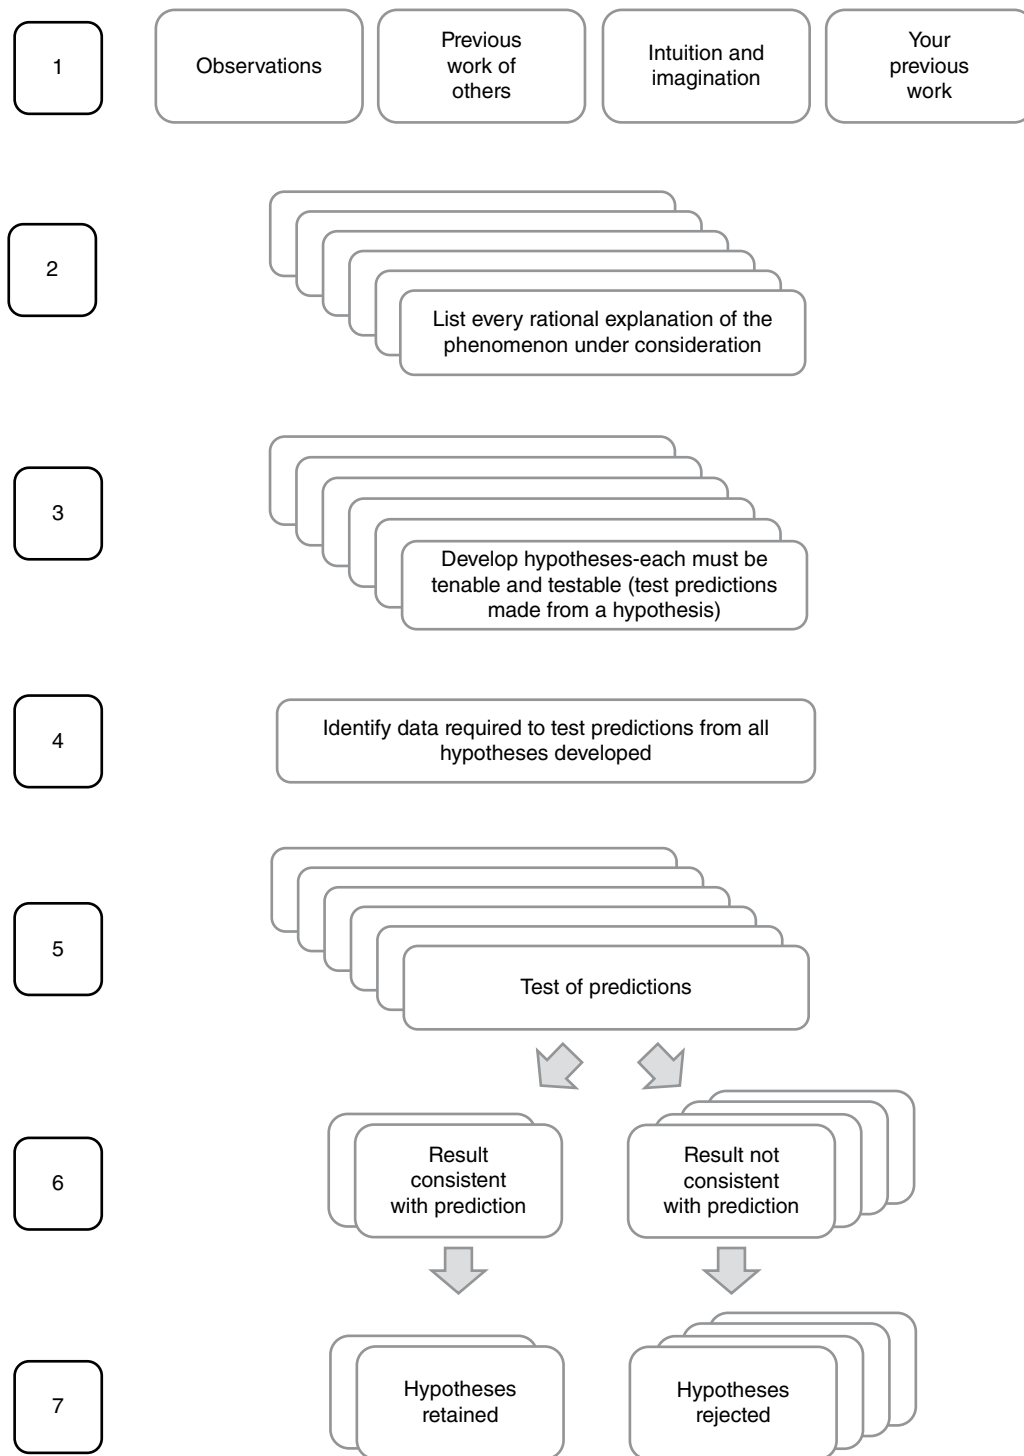 1
Observations
Previous
work of
others
Intuition and
imagination
Your
previous
work
2
List every rational explanation of the
phenomenon under consideration
3
Develop hypotheses-each must be
tenable and testable (test predictions
made from a hypothesis)
4
Identify data required to test predictions from all
hypotheses developed
5
Test of predictions
6
Result
consistent
with prediction
Result not
consistent
with prediction
7
Hypotheses
retained
Hypotheses
rejected